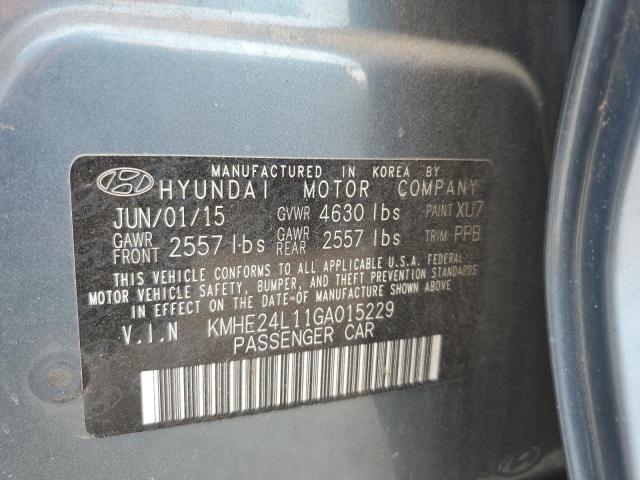 MANUFACTURED IN KOREA BY
HYUNDAI MOTOR COMPANY
JUN/01/15 GVWR 4630 lbs PAINT XU7
GAWR FRONT 2557 lbs GAWR REAR 2557 lbs TRIM PPB
THIS VEHICLE CONFORMS TO ALL APPLICABLE U.S.A. FEDERAL
MOTOR VEHICLE SAFETY, BUMPER, AND THEFT PREVENTION STANDARDS
IN EFFECT ON THE DATE OF MANUFACTURE SHOWN ABOVE.
V.I.N KMHE24L11GA015229
PASSENGER CAR